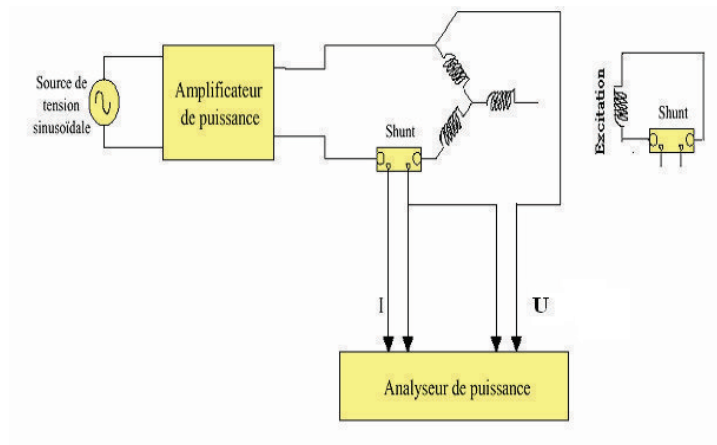 Source de
tension
sinusoïdale
Amplificateur
de puissance
Shunt
Excitation
Shunt
I
U
Analyseur de puissance